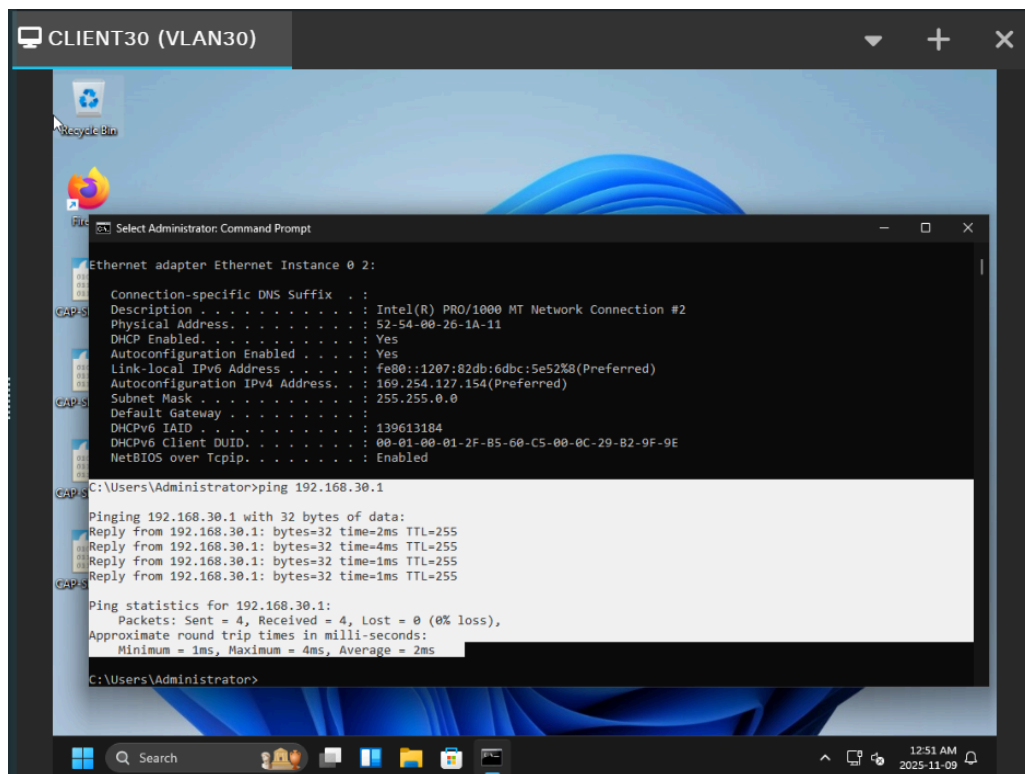 CLIENT30 (VLAN30)
Recycle Bin
Select Administrator: Command Prompt
Ethernet adapter Ethernet Instance 0 2:
Connection-specific DNS Suffix . :
Description . . . . . . . . . . . : Intel(R) PRO/1000 MT Network Connection #2
Physical Address. . . . . . . . . : 52-54-00-26-1A-11
DHCP Enabled. . . . . . . . . . . : Yes
Autoconfiguration Enabled . . . . : Yes
Link-local IPv6 Address . . . . . : fe80::1207:82db:6dbc:5e52%8(Preferred)
Autoconfiguration IPv4 Address. . : 169.254.127.154(Preferred)
Subnet Mask . . . . . . . . . . . : 255.255.0.0
Default Gateway . . . . . . . . . :
DHCPv6 IAID . . . . . . . . . . . : 139613184
DHCPv6 Client DUID. . . . . . . . : 00-01-00-01-2F-B5-60-C5-00-0C-29-B2-9F-9E
NetBIOS over Tcpip. . . . . . . . : Enabled
C:\Users\Administrator>ping 192.168.30.1
Pinging 192.168.30.1 with 32 bytes of data:
Reply from 192.168.30.1: bytes=32 time=2ms TTL=255
Reply from 192.168.30.1: bytes=32 time=4ms TTL=255
Reply from 192.168.30.1: bytes=32 time=1ms TTL=255
Reply from 192.168.30.1: bytes=32 time=1ms TTL=255
Ping statistics for 192.168.30.1:
Packets: Sent = 4, Received = 4, Lost = 0 (0% loss),
Approximate round trip times in milli-seconds:
Minimum = 1ms, Maximum = 4ms, Average = 2ms
C:\Users\Administrator>
Search
12:51 AM
2025-11-09